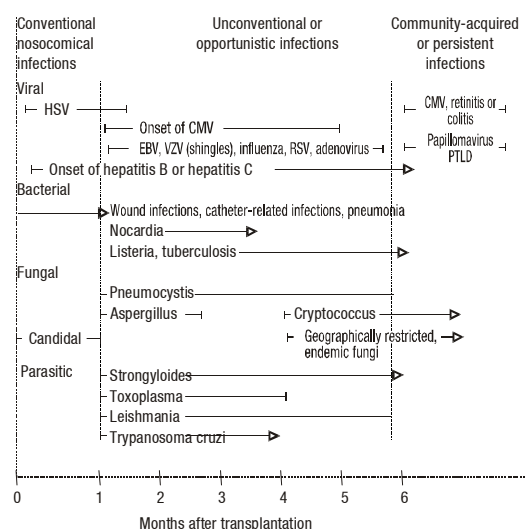 Conventional
nosocomical
infections
Unconventional or
opportunistic infections
Community-acquired
or persistent
infections
Viral
HSV
CMV, retinitis or
colitis
Onset of CMV
EBV, VZV (shingles), influenza, RSV, adenovirus
Papillomavirus
PTLD
Onset of hepatitis B or hepatitis C
Bacterial
Wound infections, catheter-related infections, pneumonia
Nocardia
Listeria, tuberculosis
Fungal
Pneumocystis
Aspergillus
Cryptococcus
Candidal
Geographically restricted,
endemic fungi
Parasitic
Strongyloides
Toxoplasma
Leishmania
Trypanosoma cruzi
0 1 2 3 4 5 6
Months after transplantation